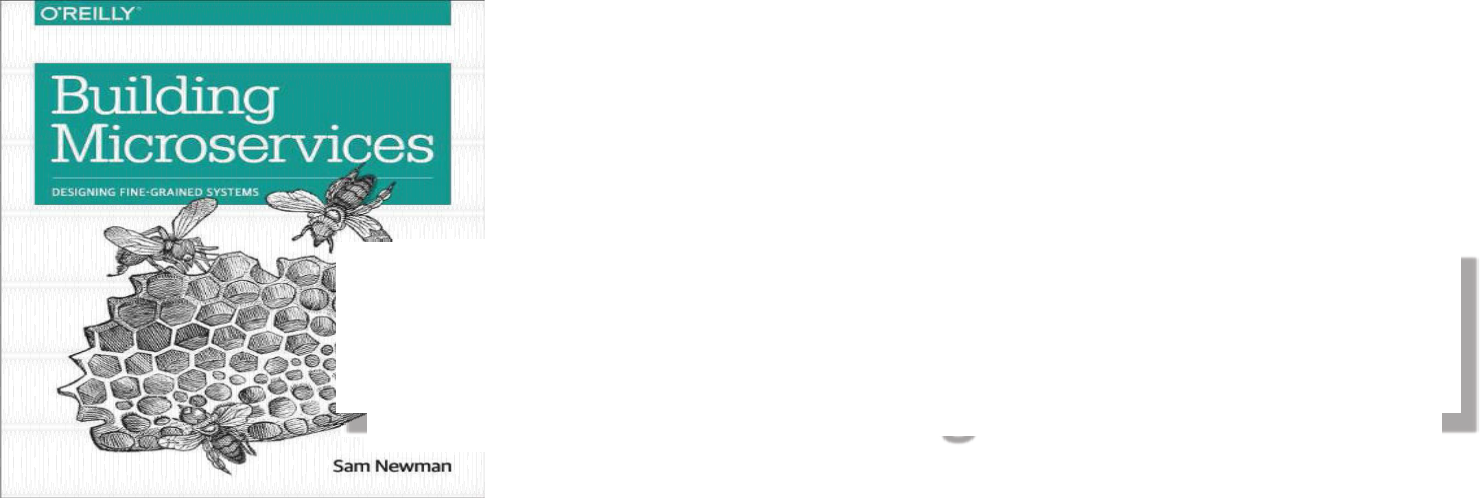 O'REILLY®
Building
Microservices
DESIGNING FINE-GRAINED SYSTEMS
Sam Newman